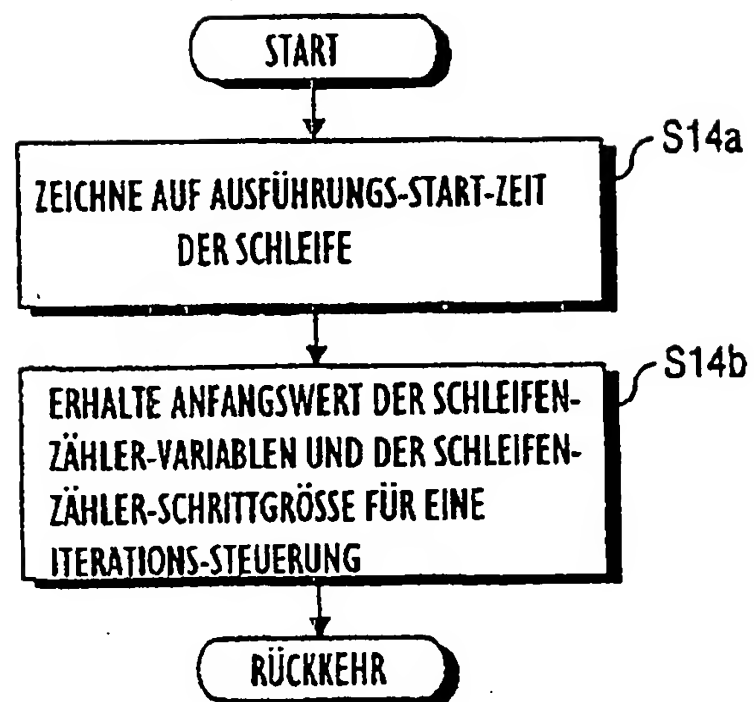 START
S14a
ZEICHNE AUF AUSFÜHRUNGS-START-ZEIT
DER SCHLEIFE
S14b
ERHALTE ANFANGSWERT DER SCHLEIFEN-
ZÄHLER-VARIABLEN UND DER SCHLEIFEN-
ZÄHLER-SCHRITTGRÖSSE FÜR EINE
ITERATIONS-STEUERUNG
RÜCKKEHR